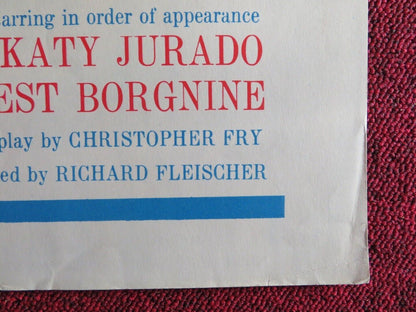 arring in order of appearance
KATY JURADO
EST BORGNINE
play by CHRISTOPHER FRY
ed by RICHARD FLEISCHER